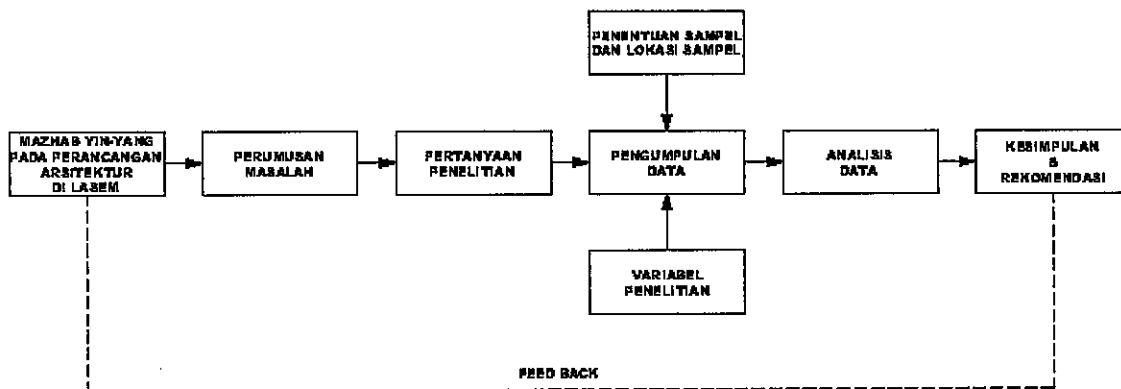 PENENTUAN SAMPEL
DAN LOKASI SAMPEL
MAZHAB YIN-YANG
PADA PERANCANGAN
ARSITEKTUR
DI LASEM
PERUMUSAN
MASALAH
PERTANYAAN
PENELITIAN
PENGUMPULAN
DATA
ANALISIS
DATA
KESIMPULAN
&
REKOMENDASI
VARIABEL
PENELITIAN
FEED BACK